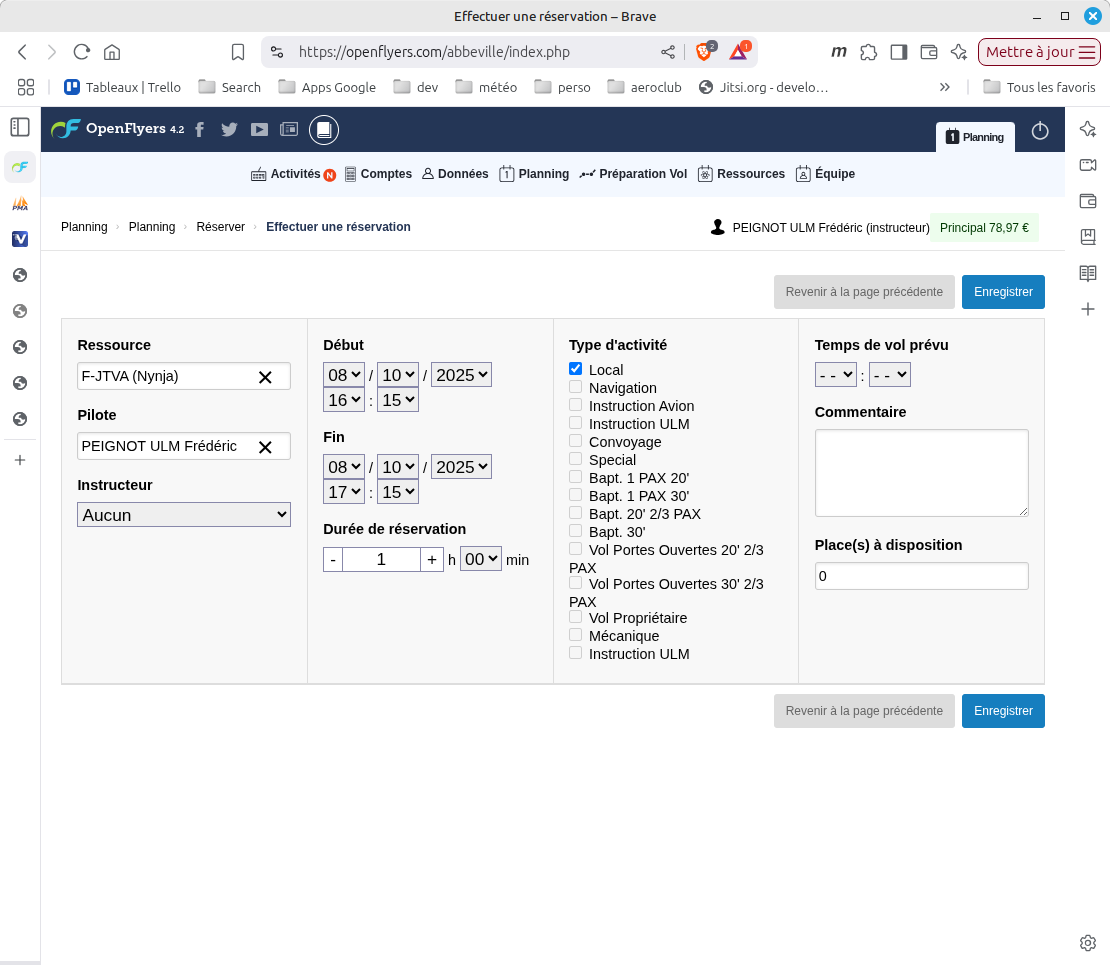 Effectuer une réservation – Brave
https://openflyers.com/abbeville/index.php
2
1
m
Mettre à jour
Tableaux | Trello
Search
Apps Google
dev
météo
perso
aeroclub
Jitsi.org - develo…
»
Tous les favoris
OpenFlyers 4.2
1 Planning
Activités N
Comptes
Données
Planning
Préparation Vol
Ressources
Équipe
PMA
V
Planning › Planning › Réserver › Effectuer une réservation
PEIGNOT ULM Frédéric (instructeur) Principal 78,97 €
Revenir à la page précédente
Enregistrer
Ressource
F-JTVA (Nynja)
Pilote
PEIGNOT ULM Frédéric
Instructeur
Aucun
Début
08 / 10 / 2025
16 : 15
Fin
08 / 10 / 2025
17 : 15
Durée de réservation
- 1 + h 00 min
Type d'activité
Local
Navigation
Instruction Avion
Instruction ULM
Convoyage
Special
Bapt. 1 PAX 20'
Bapt. 1 PAX 30'
Bapt. 20' 2/3 PAX
Bapt. 30'
Vol Portes Ouvertes 20' 2/3
PAX
Vol Portes Ouvertes 30' 2/3
PAX
Vol Propriétaire
Mécanique
Instruction ULM
Temps de vol prévu
- - : - -
Commentaire
Place(s) à disposition
0
Revenir à la page précédente
Enregistrer